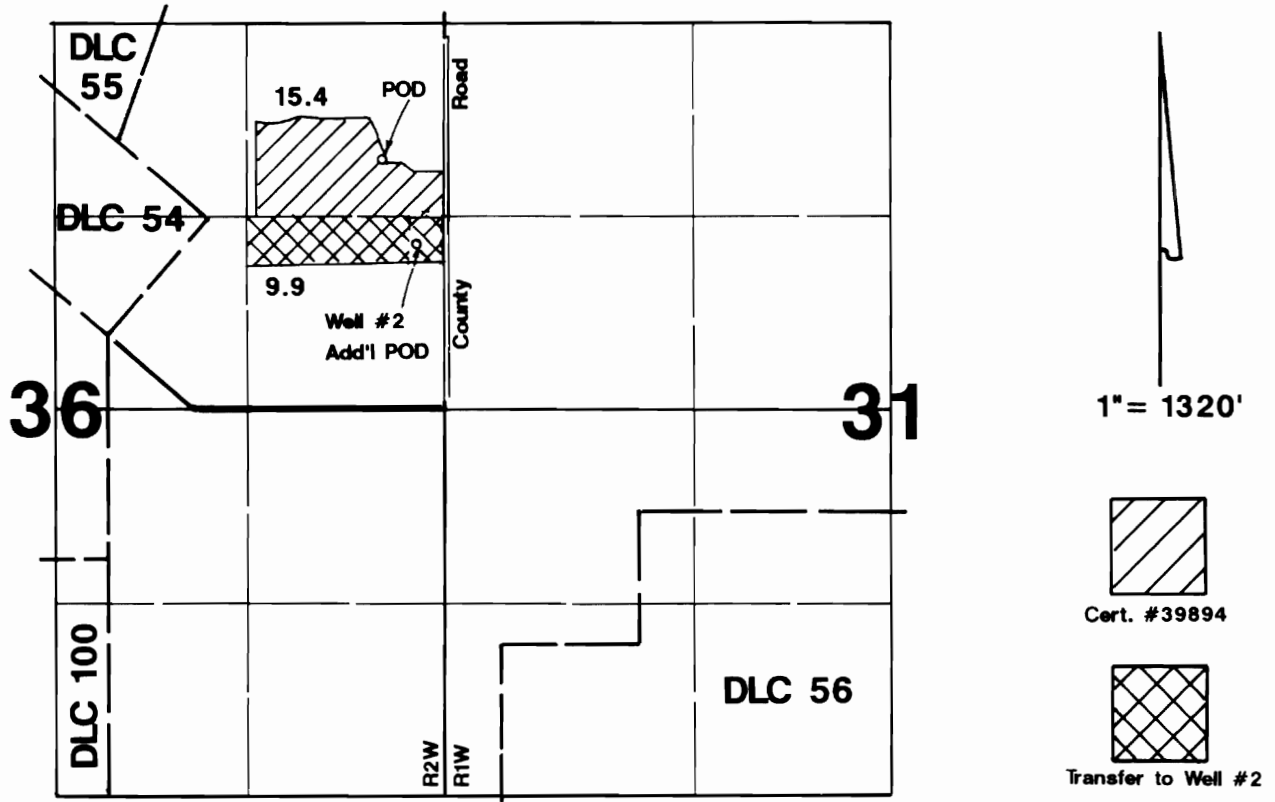 DLC
55
15.4
POD
Road
DLC 54
9.9
Well #2
Add'l POD
County
36
31
1"= 1320'
Cert. #39894
DLC 100
DLC 56
R2W
R1W
Transfer to Well #2